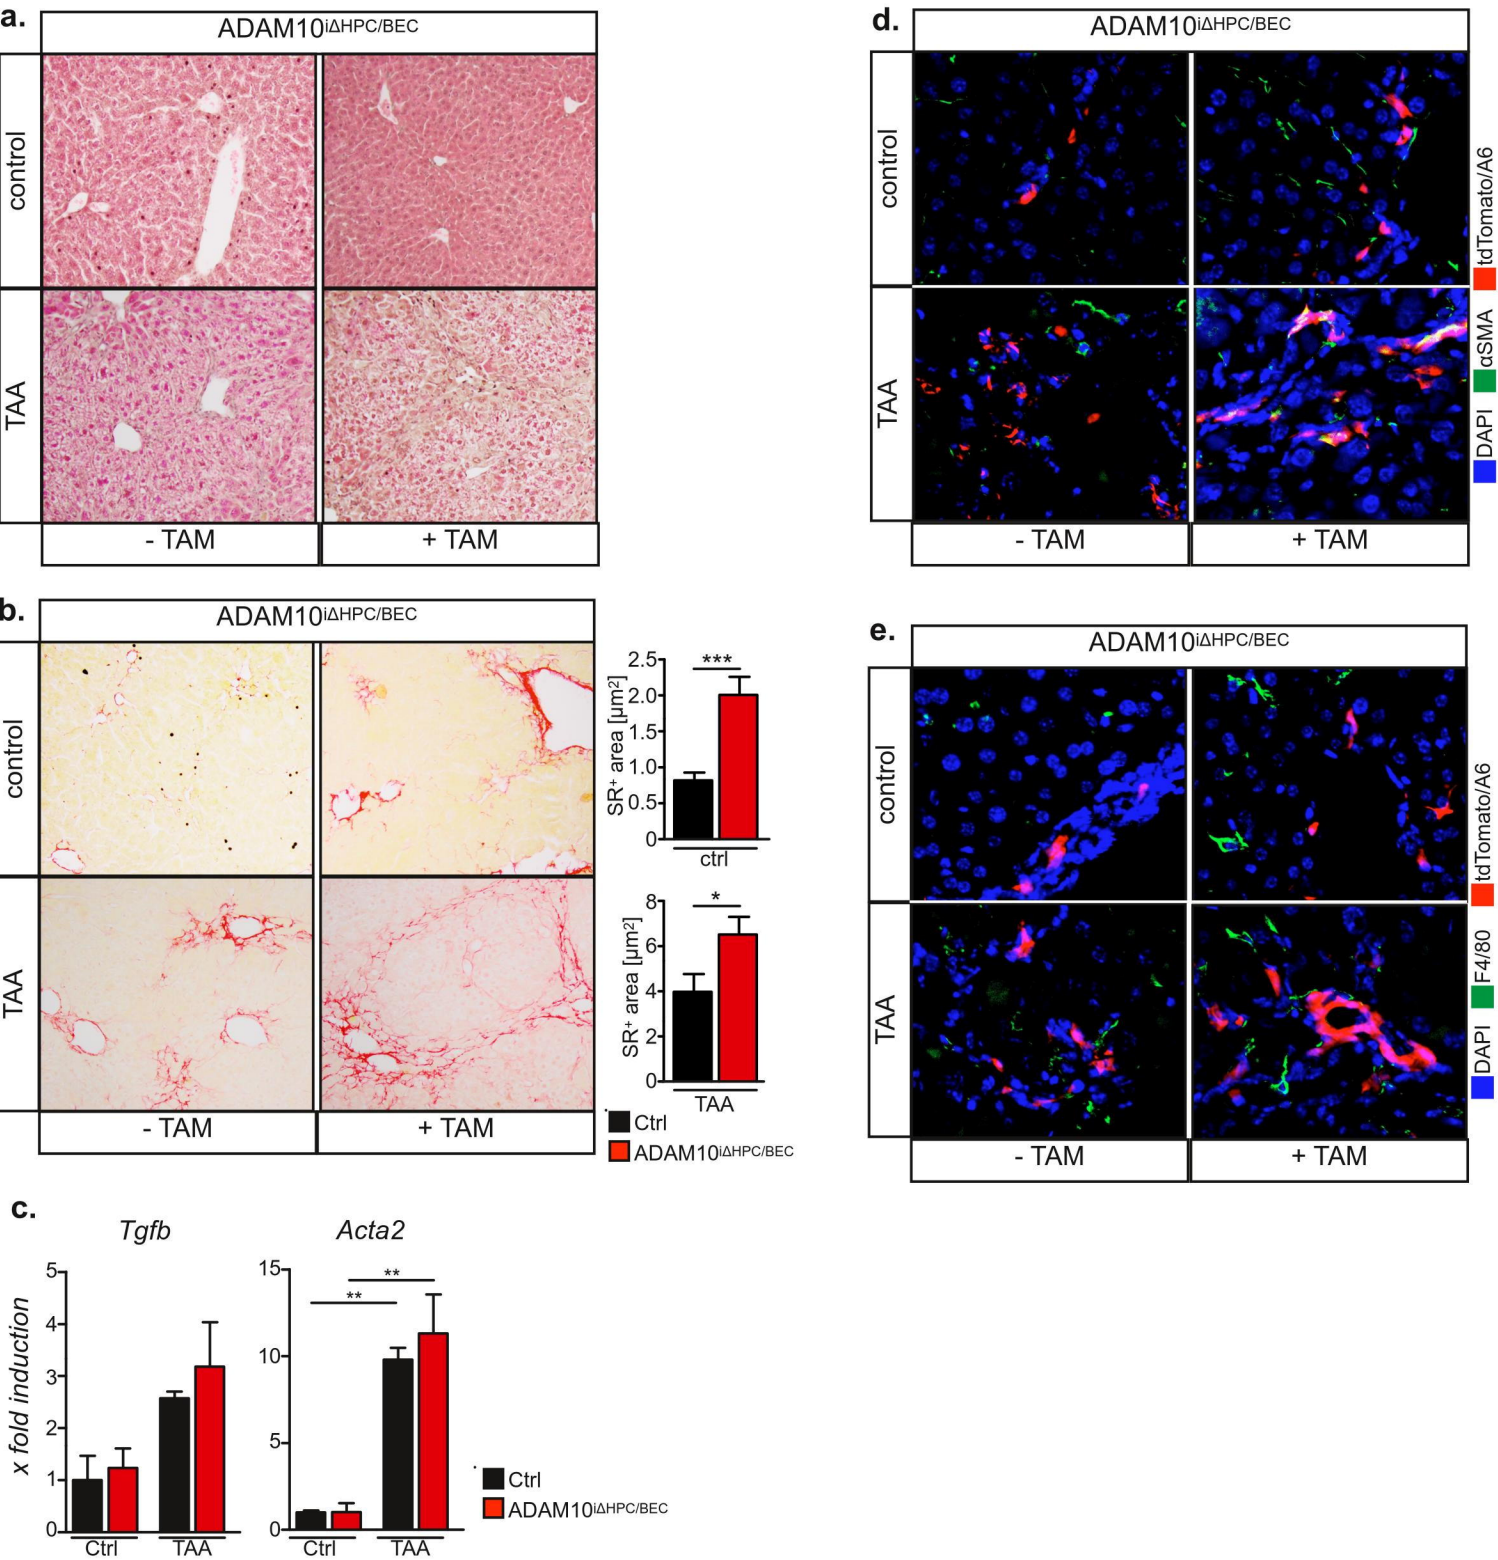 a.
ADAM10iΔHPC/BEC
control
TAA
- TAM
+ TAM
b.
ADAM10iΔHPC/BEC
control
TAA
- TAM
+ TAM
SR+ area [µm2]
2.5
2.0
1.5
1.0
0.5
0
***
ctrl
SR+ area [µm2]
8
6
4
2
0
*
TAA
Ctrl
ADAM10iΔHPC/BEC
c.
Tgfb
x fold induction
5
4
3
2
1
0
Ctrl
TAA
Acta2
15
10
5
0
**
**
Ctrl
TAA
Ctrl
ADAM10iΔHPC/BEC
d.
ADAM10iΔHPC/BEC
control
TAA
- TAM
+ TAM
DAPI αSMA tdTomato/A6
e.
ADAM10iΔHPC/BEC
control
TAA
- TAM
+ TAM
DAPI F4/80 tdTomato/A6